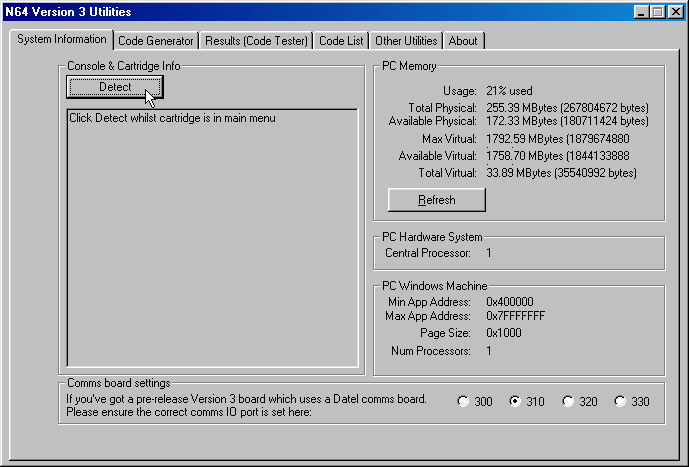 N64 Version 3 Utilities
System Information Code Generator Results (Code Tester) Code List Other Utilities About
Console & Cartridge Info
Detect
Click Detect whilst cartridge is in main menu
PC Memory
Usage: 21% used
Total Physical: 255.39 MBytes (267804672 bytes)
Available Physical: 172.33 MBytes (180711424 bytes)
Max Virtual: 1792.59 MBytes (1879674880
Available Virtual: 1758.70 MBytes (1844133888
Total Virtual: 33.89 MBytes (35540992 bytes)
Refresh
PC Hardware System
Central Processor: 1
PC Windows Machine
Min App Address: 0x400000
Max App Address: 0x7FFFFFFF
Page Size: 0x1000
Num Processors: 1
Comms board settings
If you've got a pre-release Version 3 board which uses a Datel comms board.
Please ensure the correct comms IO port is set here:
300 310 320 330